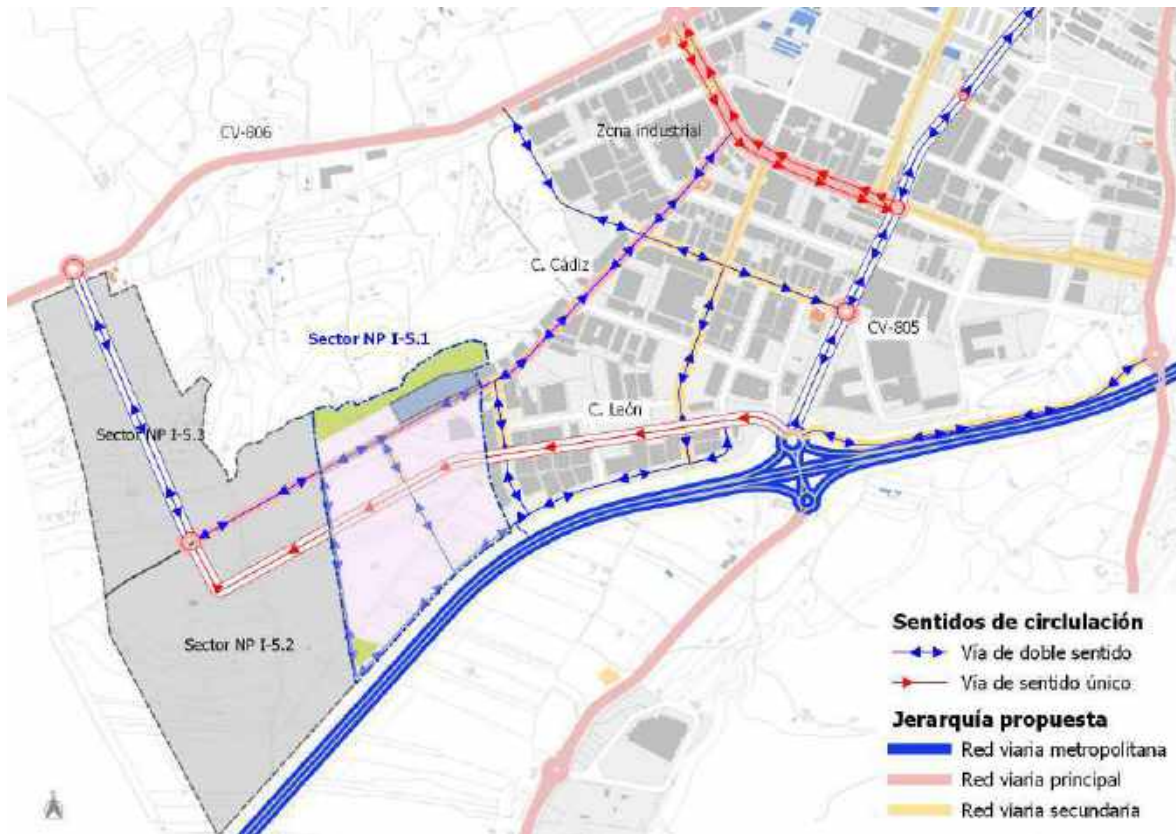 CV-806
Zona industrial
C. Cádiz
CV-805
Sector NP I-5.1
C. León
Sector NP I-5.3
Sector NP I-5.2
Sentidos de circlulación
Vía de doble sentido
Vía de sentido único
Jerarquía propuesta
Red viaria metropolitana
Red viaria principal
Red viaria secundaria